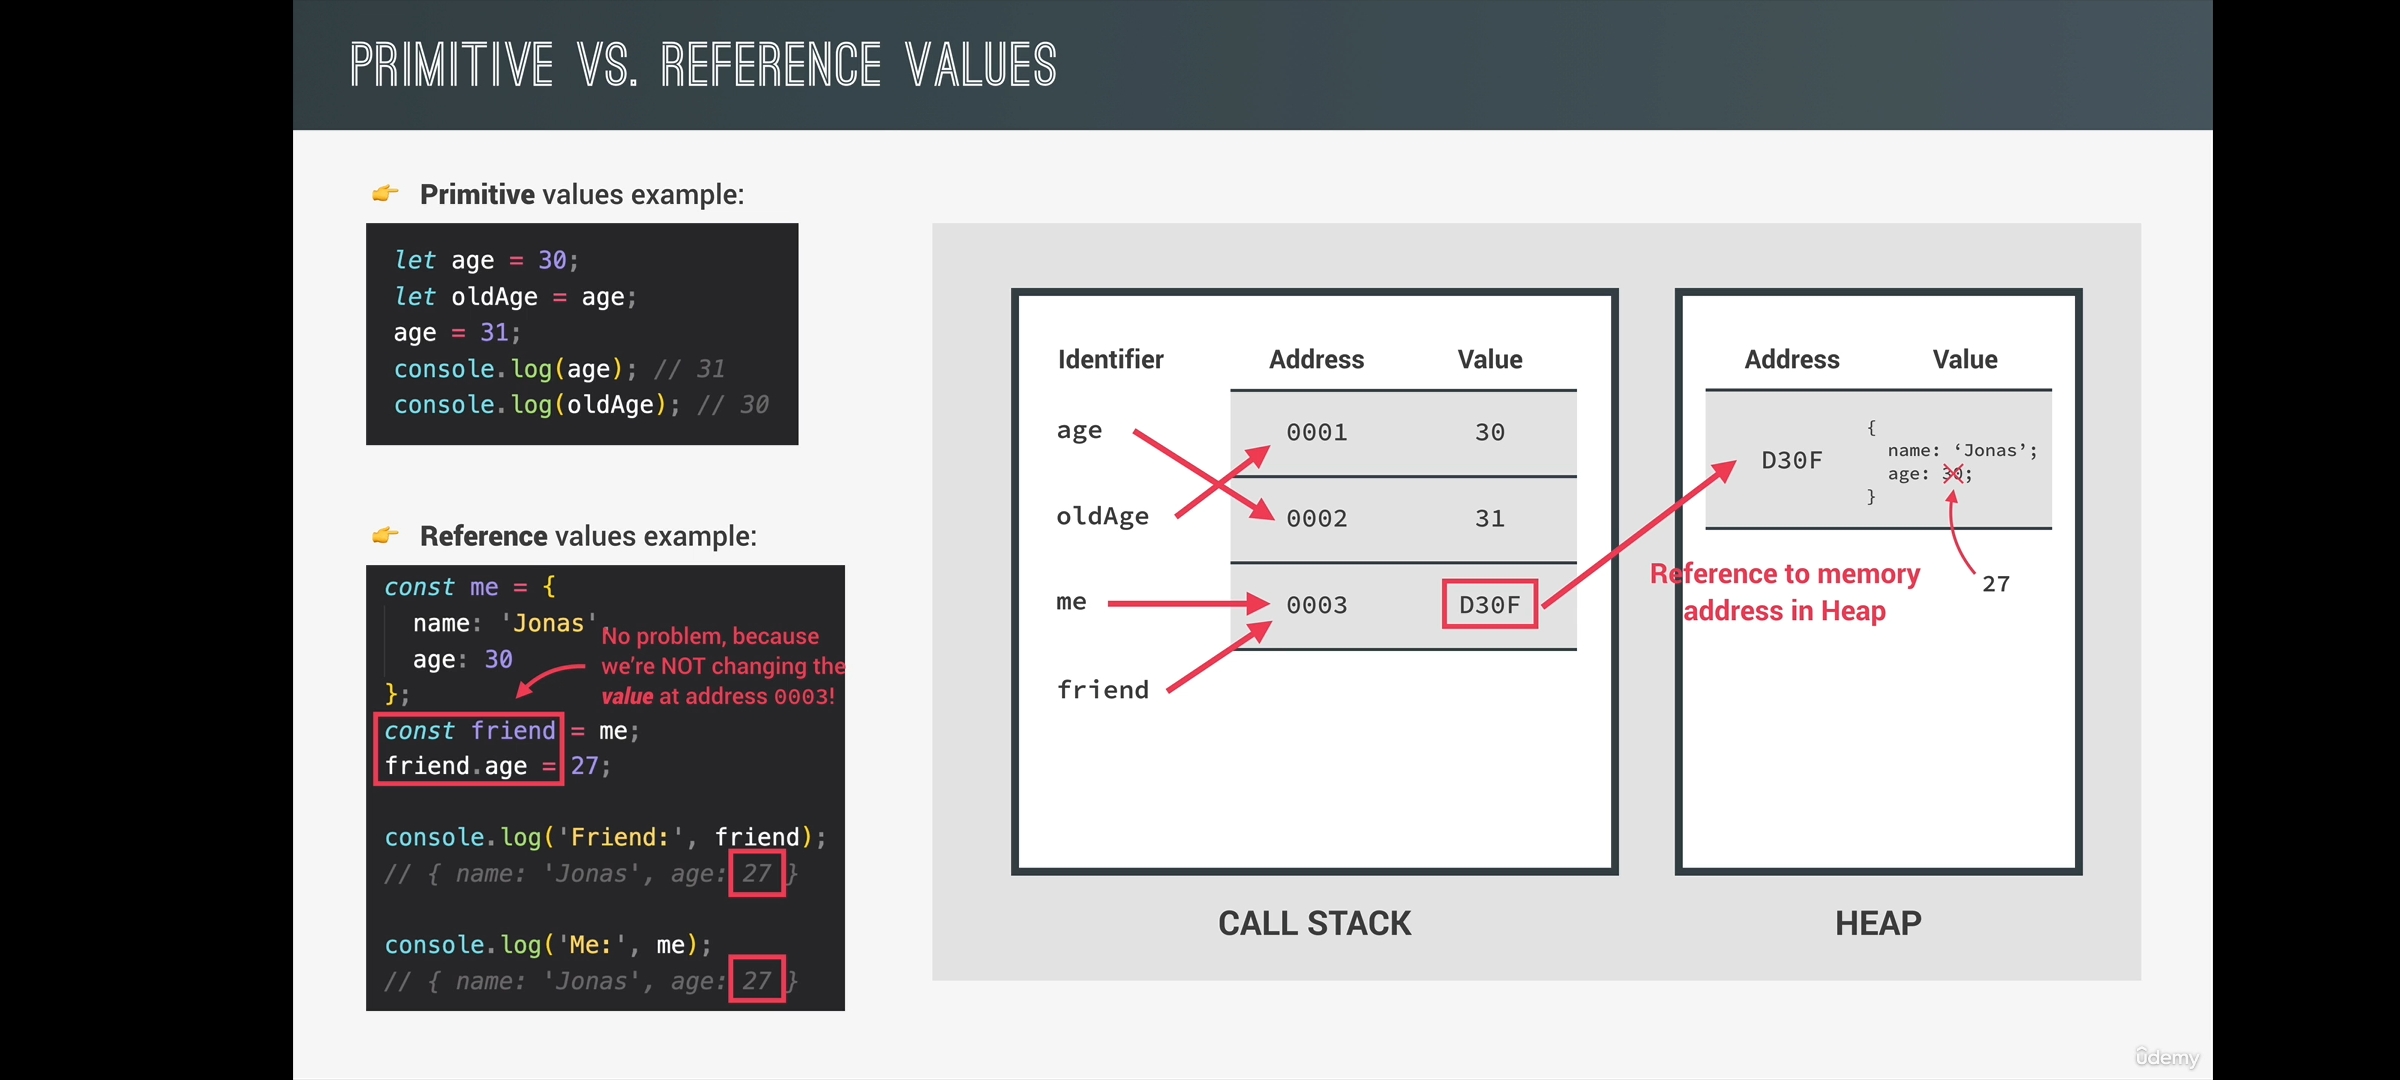 PRIMITIVE VS. REFERENCE VALUES
👉 Primitive values example:
let age = 30;
let oldAge = age;
age = 31;
console.log(age); // 31
console.log(oldAge); // 30
👉 Reference values example:
const me = {
name: 'Jonas'
age: 30
};
const friend = me;
friend.age = 27;
console.log('Friend:', friend);
// { name: 'Jonas', age: 27 }
console.log('Me:', me);
// { name: 'Jonas', age: 27 }
No problem, because
we're NOT changing the
value at address 0003!
Identifier Address Value
age 0001 30
oldAge 0002 31
me 0003 D30F
friend
CALL STACK
Address Value
D30F
{
name: ‘Jonas’;
age: 30;
}
27
Reference to memory
address in Heap
HEAP
ûdemy